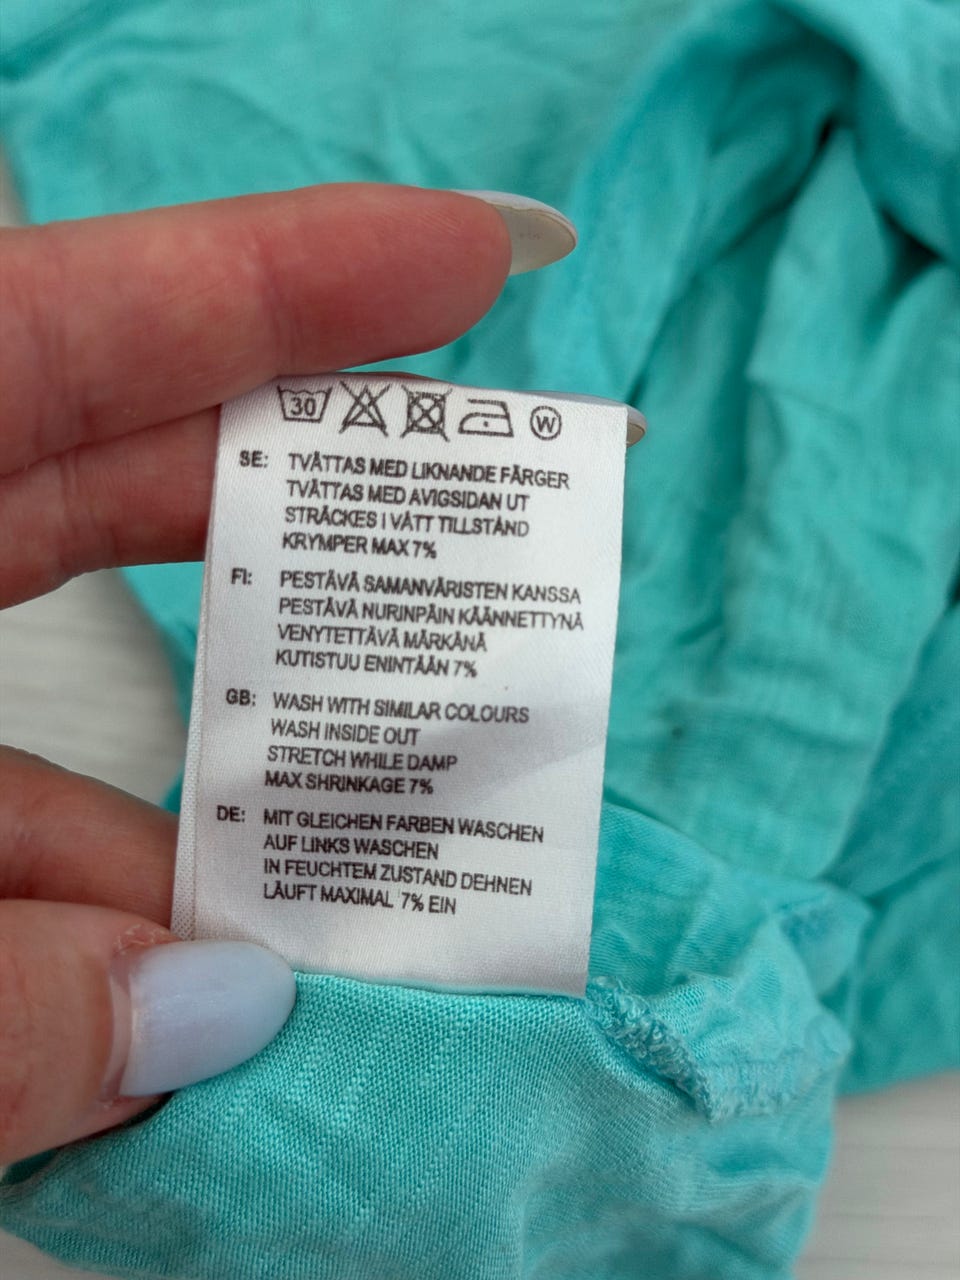 30 W
SE: TVÄTTAS MED LIKNANDE FÄRGER
TVÄTTAS MED AVIGSIDAN UT
STRÄCKES I VÅTT TILLSTÅND
KRYMPER MAX 7%
FI: PESTÄVÄ SAMANVÄRISTEN KANSSA
PESTÄVÄ NURINPÄIN KÄÄNNETTYNÄ
VENYTETTÄVÄ MÄRKÄNÄ
KUTISTUU ENINTÄÄN 7%
GB: WASH WITH SIMILAR COLOURS
WASH INSIDE OUT
STRETCH WHILE DAMP
MAX SHRINKAGE 7%
DE: MIT GLEICHEN FARBEN WASCHEN
AUF LINKS WASCHEN
IN FEUCHTEM ZUSTAND DEHNEN
LÄUFT MAXIMAL 7% EIN